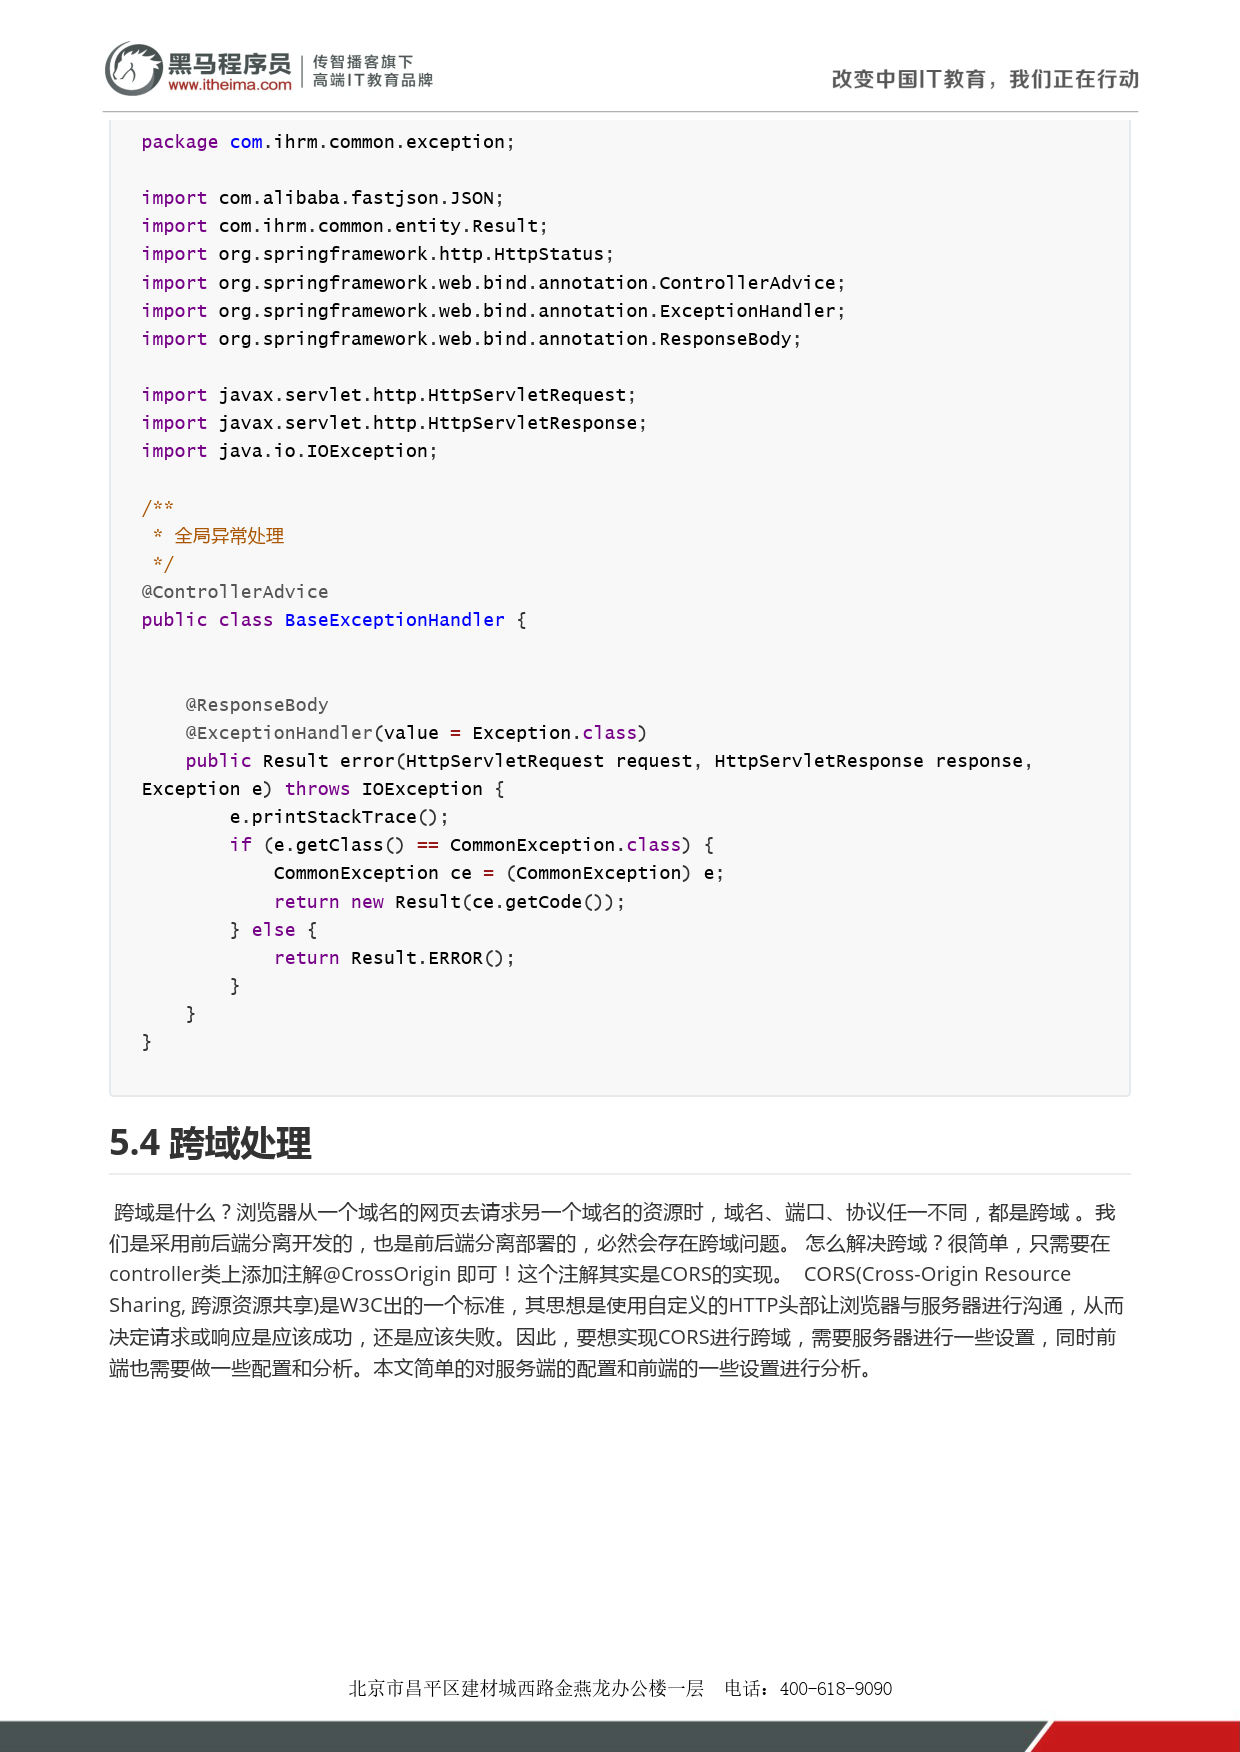 黑马程序员
www.itheima.com
传智播客旗下
高端IT教育品牌
改变中国IT教育，我们正在行动
package com.ihrm.common.exception;

import com.alibaba.fastjson.JSON;
import com.ihrm.common.entity.Result;
import org.springframework.http.HttpStatus;
import org.springframework.web.bind.annotation.ControllerAdvice;
import org.springframework.web.bind.annotation.ExceptionHandler;
import org.springframework.web.bind.annotation.ResponseBody;

import javax.servlet.http.HttpServletRequest;
import javax.servlet.http.HttpServletResponse;
import java.io.IOException;

/**
 * 全局异常处理
 */
@ControllerAdvice
public class BaseExceptionHandler {

    @ResponseBody
    @ExceptionHandler(value = Exception.class)
    public Result error(HttpServletRequest request, HttpServletResponse response,
Exception e) throws IOException {
        e.printStackTrace();
        if (e.getClass() == CommonException.class) {
            CommonException ce = (CommonException) e;
            return new Result(ce.getCode());
        } else {
            return Result.ERROR();
        }
    }
}
5.4 跨域处理
跨域是什么？浏览器从一个域名的网页去请求另一个域名的资源时，域名、端口、协议任一不同，都是跨域 。我
们是采用前后端分离开发的，也是前后端分离部署的，必然会存在跨域问题。 怎么解决跨域？很简单，只需要在
controller类上添加注解@CrossOrigin 即可！这个注解其实是CORS的实现。 CORS(Cross-Origin Resource
Sharing, 跨源资源共享)是W3C出的一个标准，其思想是使用自定义的HTTP头部让浏览器与服务器进行沟通，从而
决定请求或响应是应该成功，还是应该失败。因此，要想实现CORS进行跨域，需要服务器进行一些设置，同时前
端也需要做一些配置和分析。本文简单的对服务端的配置和前端的一些设置进行分析。
北京市昌平区建材城西路金燕龙办公楼一层 电话：400-618-9090